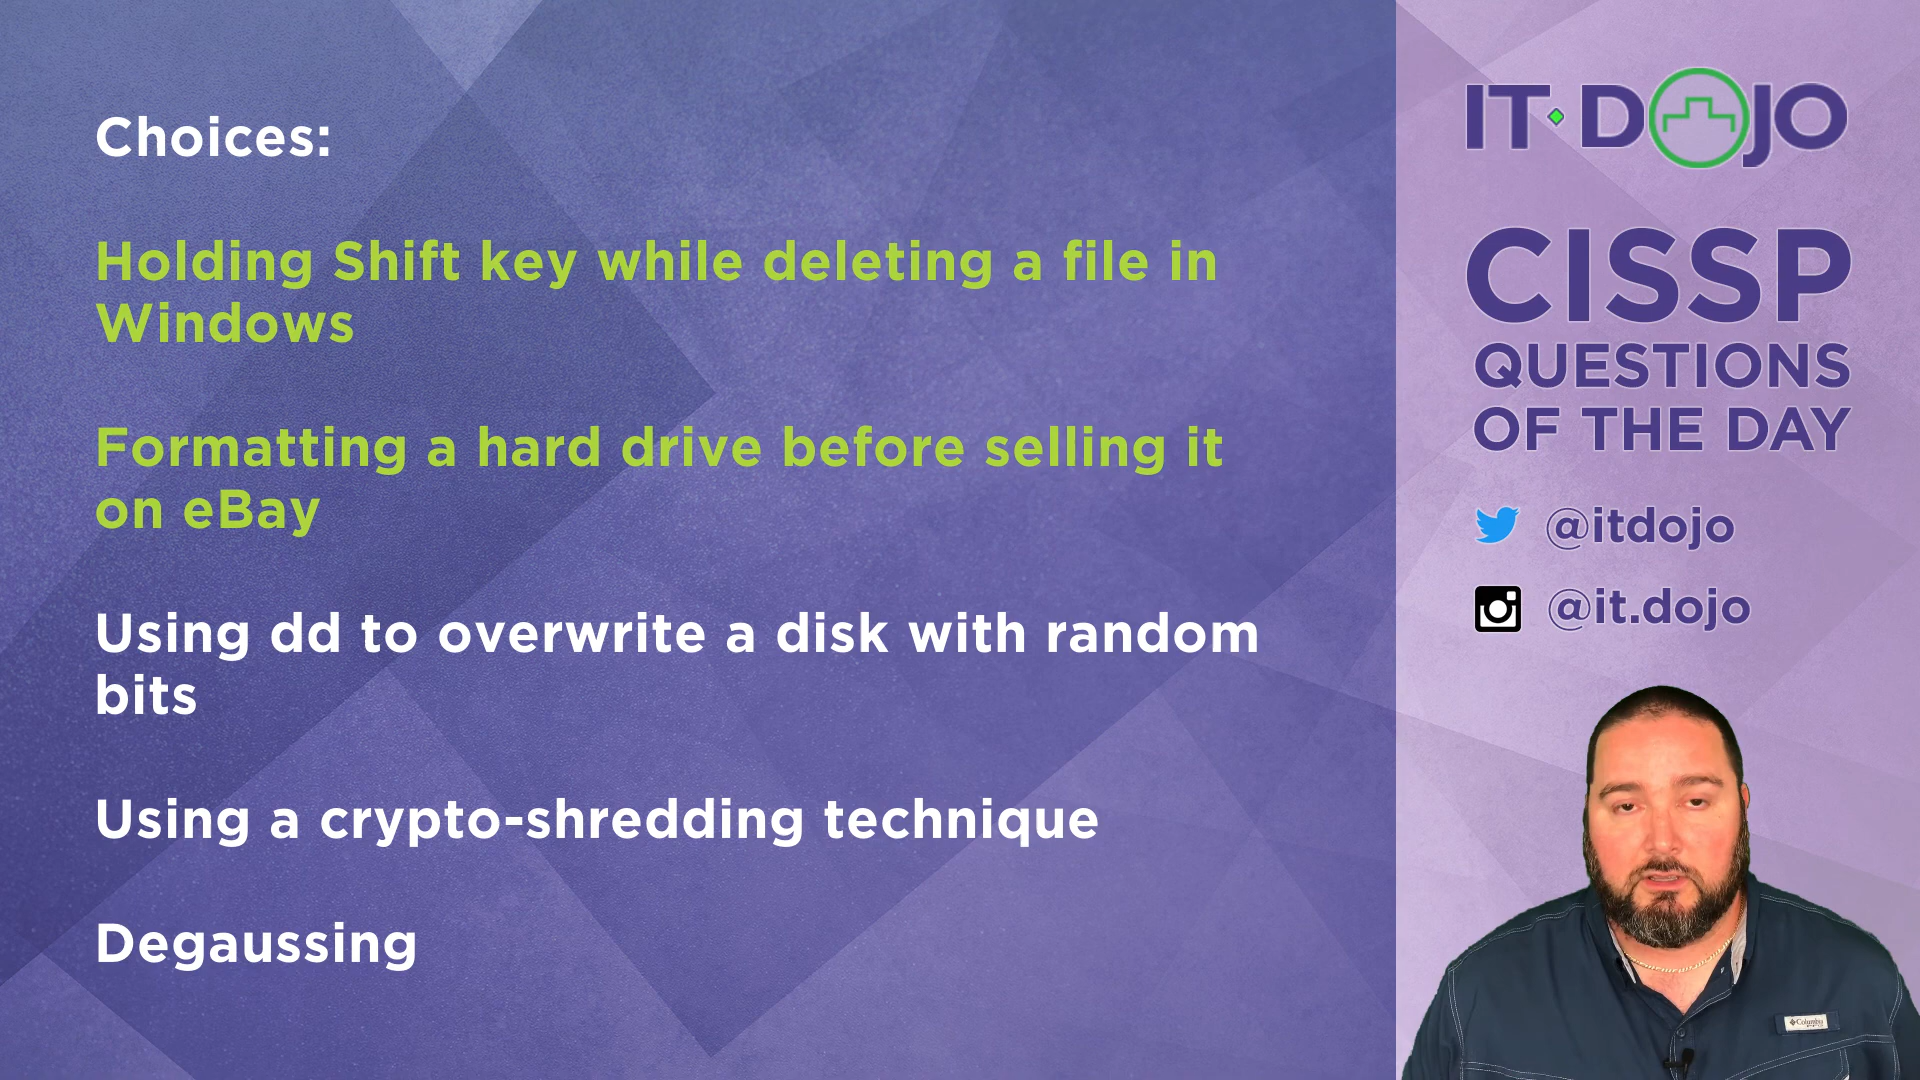 Choices:
Holding Shift key while deleting a file in
Windows
Formatting a hard drive before selling it
on eBay
Using dd to overwrite a disk with random
bits
Using a crypto-shredding technique
Degaussing
IT·DOJO
CISSP
QUESTIONS
OF THE DAY
@itdojo
@it.dojo
Columbia